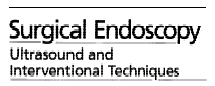 Surgical Endoscopy
Ultrasound and
Interventional Techniques